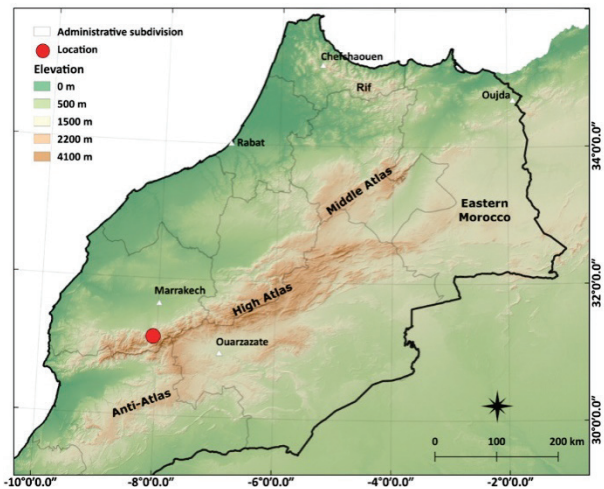 Administrative subdivision
Location
Elevation
0 m
500 m
1500 m
2200 m
4100 m
Chefshaouen
Rif
Oujda
Rabat
Middle Atlas
Eastern
Morocco
Marrakech
High Atlas
Ouarzazate
Anti-Atlas
34°0'0.0"
32°0'0.0"
30°0'0.0"
0 100 200 km
-10°0'0.0" -8°0'0.0" -6°0'0.0" -4°0'0.0" -2°0'0.0"